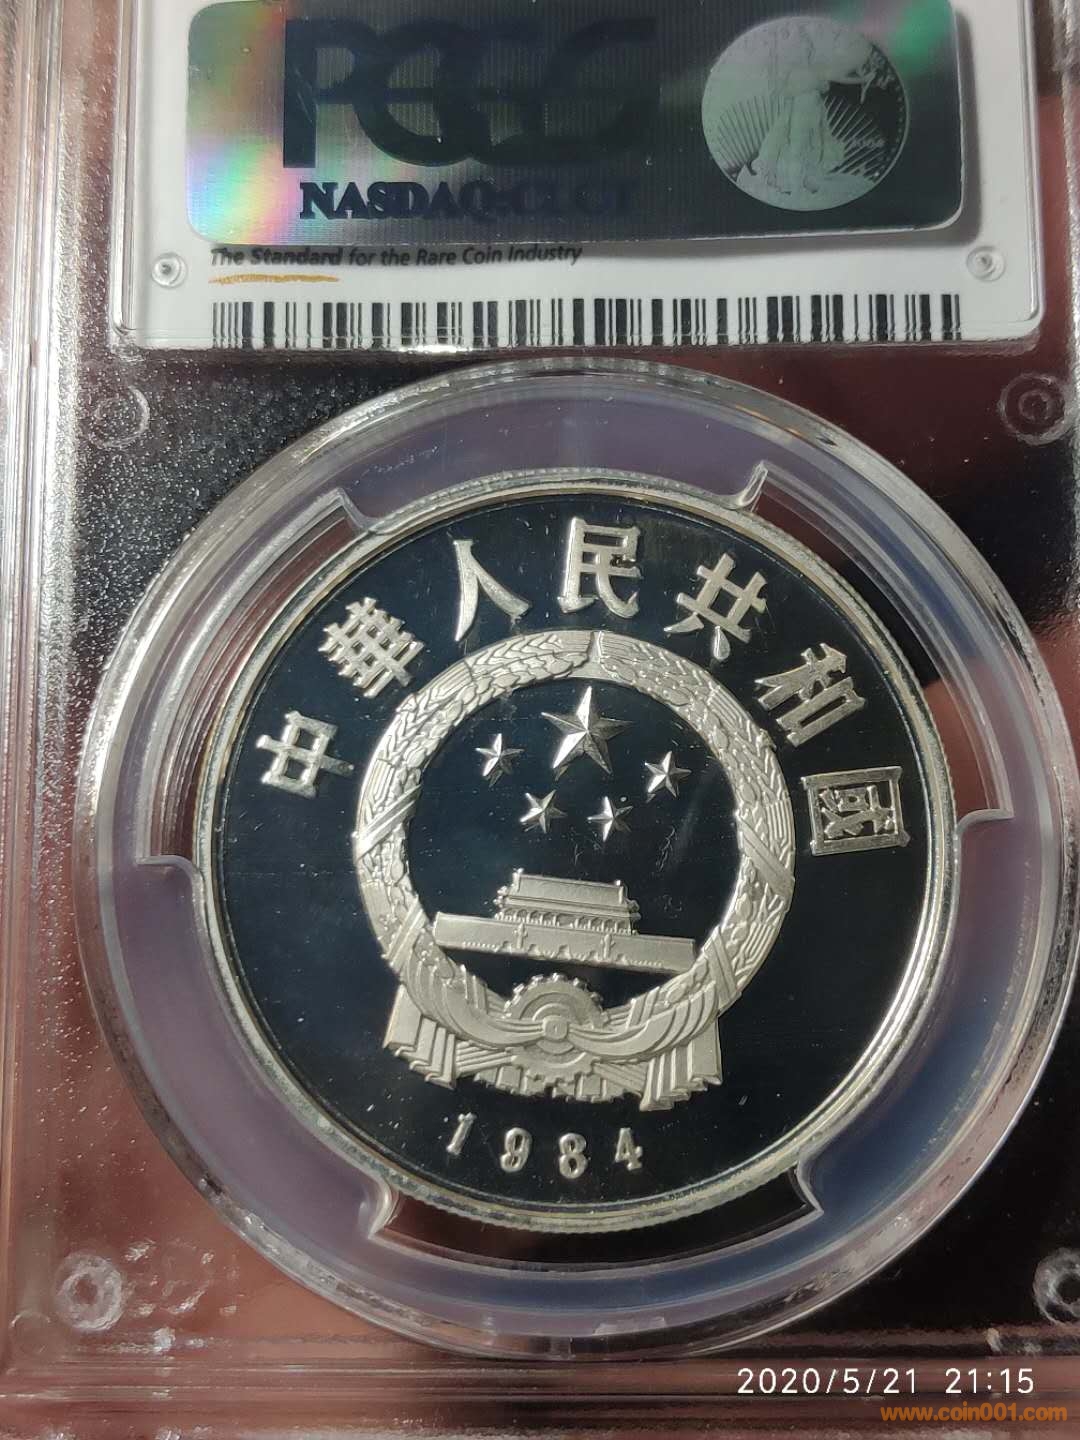 PCGS
NASDAQ-CLCT
The Standard for the Rare Coin Industry
中華人民共和國
1984
2020/5/21 21:15
www.coin001.com